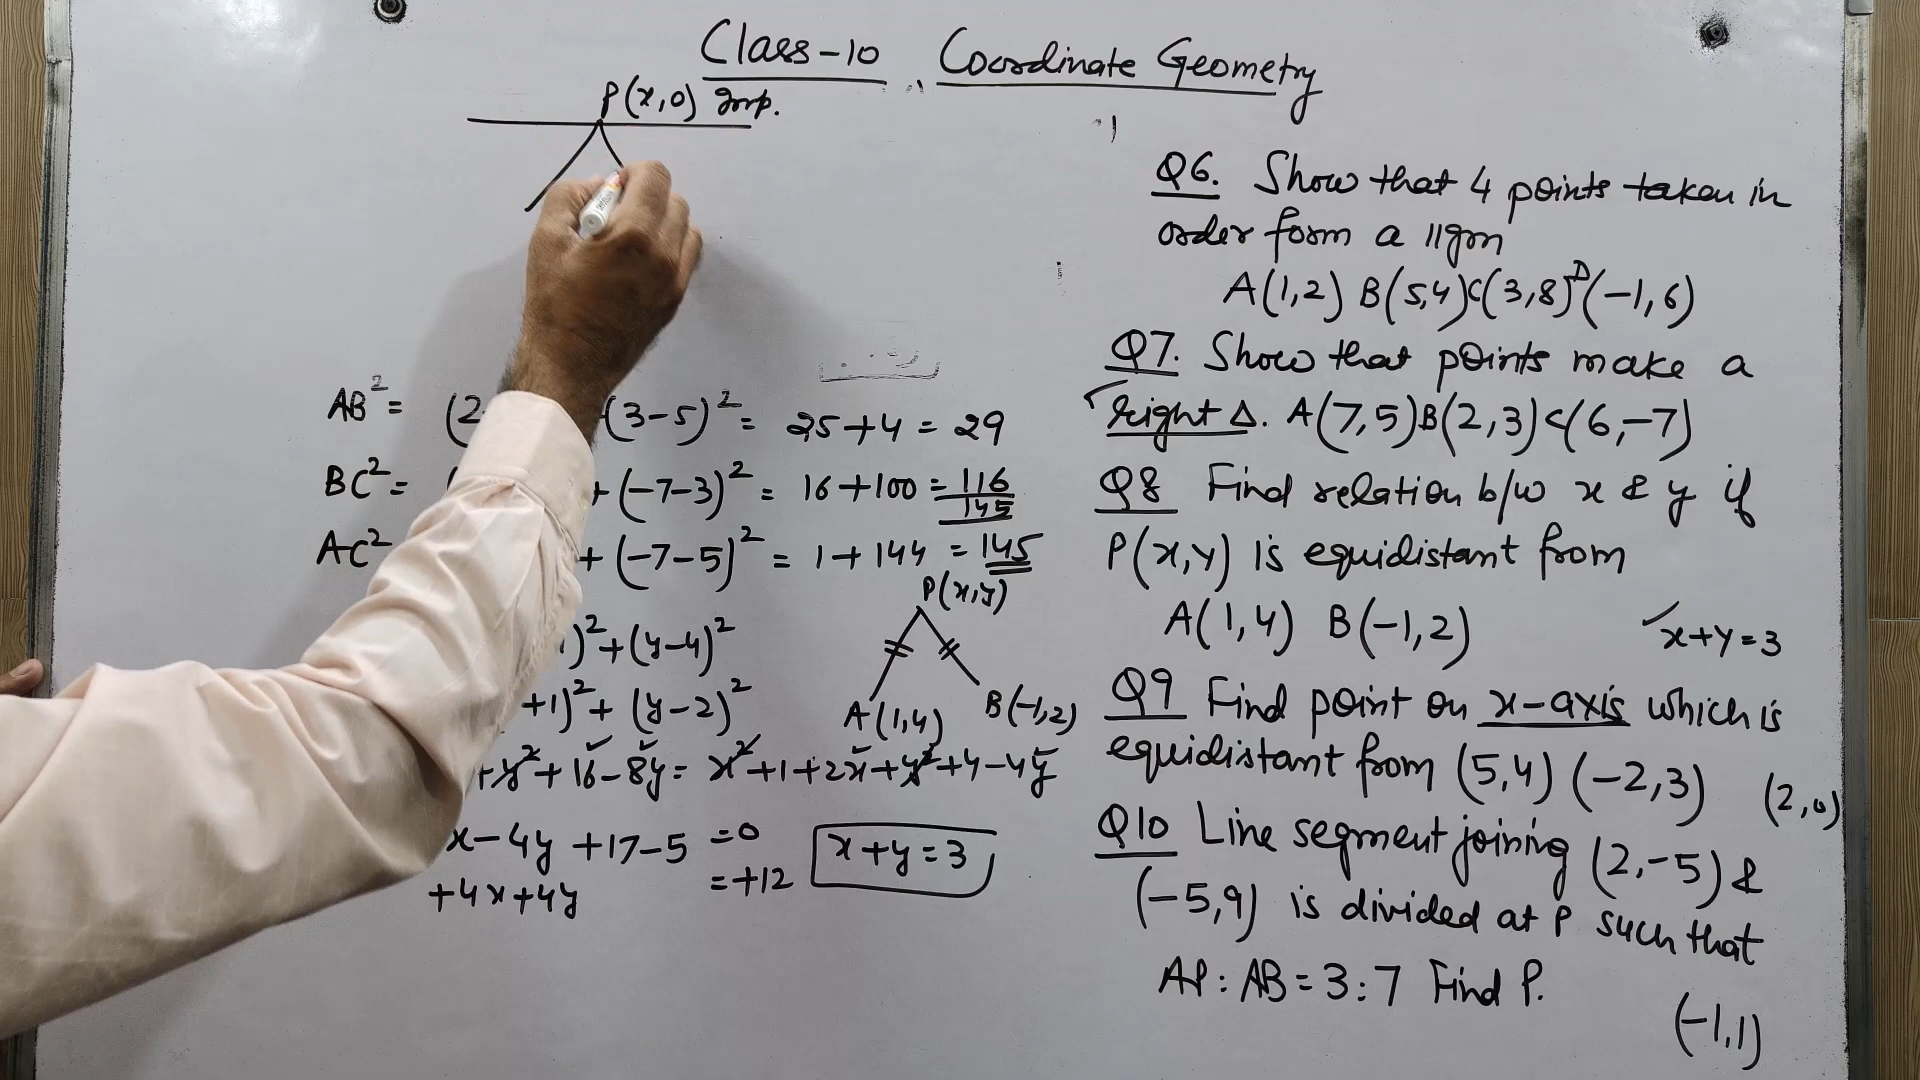 Class-10 Coordinate Geometry
P(x,0) Imp.
AB² = (2 (3-5)² = 25+4 = 29
BC² = + (-7-3)² = 16+100 = 116
145
AC² + (-7-5)² = 1+144 = 145
P(x,y)
)²+(y-4)²
+1)²+ (y-2)²
A(1,4) B(-1,2)
+y²+16-8y = x²+1+2x+y²+4-4y
x-4y+17-5 =0
+4x+4y =+12
x+y=3
Q6. Show that 4 points taken in
order form a ||gm
A(1,2) B(5,4) C(3,8) D(-1,6)
Q7. Show that points make a
right Δ. A(7,5) B(2,3) C(6,-7)
Q8 Find relation b/w x & y if
P(x,y) is equidistant from
A(1,4) B(-1,2) x+y=3
Q9 Find point on x-axis which is
equidistant from (5,4) (-2,3) (2,0)
Q10 Line segment joining (2,-5) &
(-5,9) is divided at P such that
AP:AB=3:7 Find P.
(-1,1)